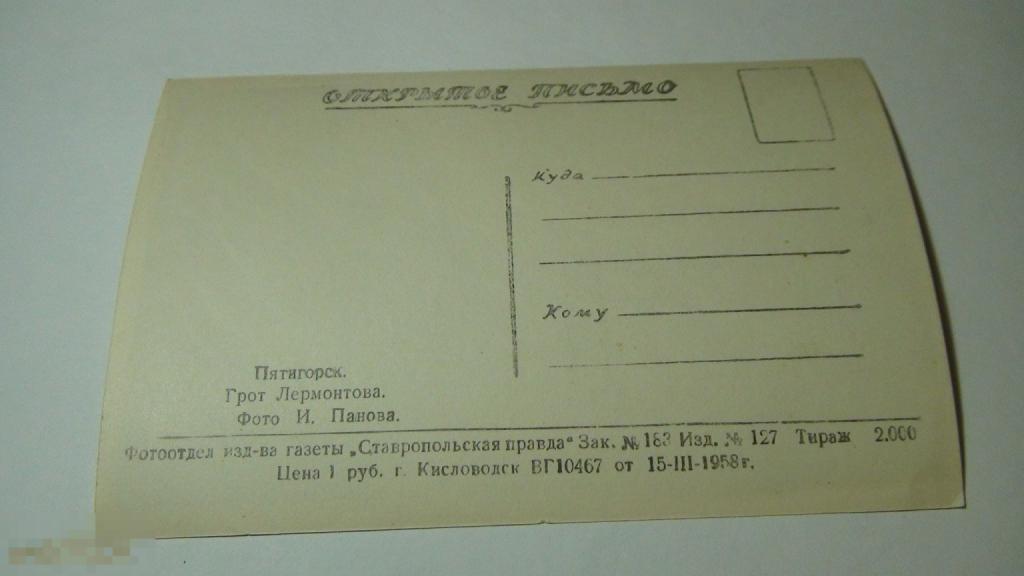 ОТКРЫТОЕ ПИСЬМО
Куда
Кому
Пятигорск.
Грот Лермонтова.
Фото И. Панова.
Фотоотдел изд-ва газеты „Ставропольская правда“ Зак. № 183 Изд. № 127 Тираж 2.000
Цена 1 руб. г. Кисловодск ВГ10467 от 15-III-1958г.